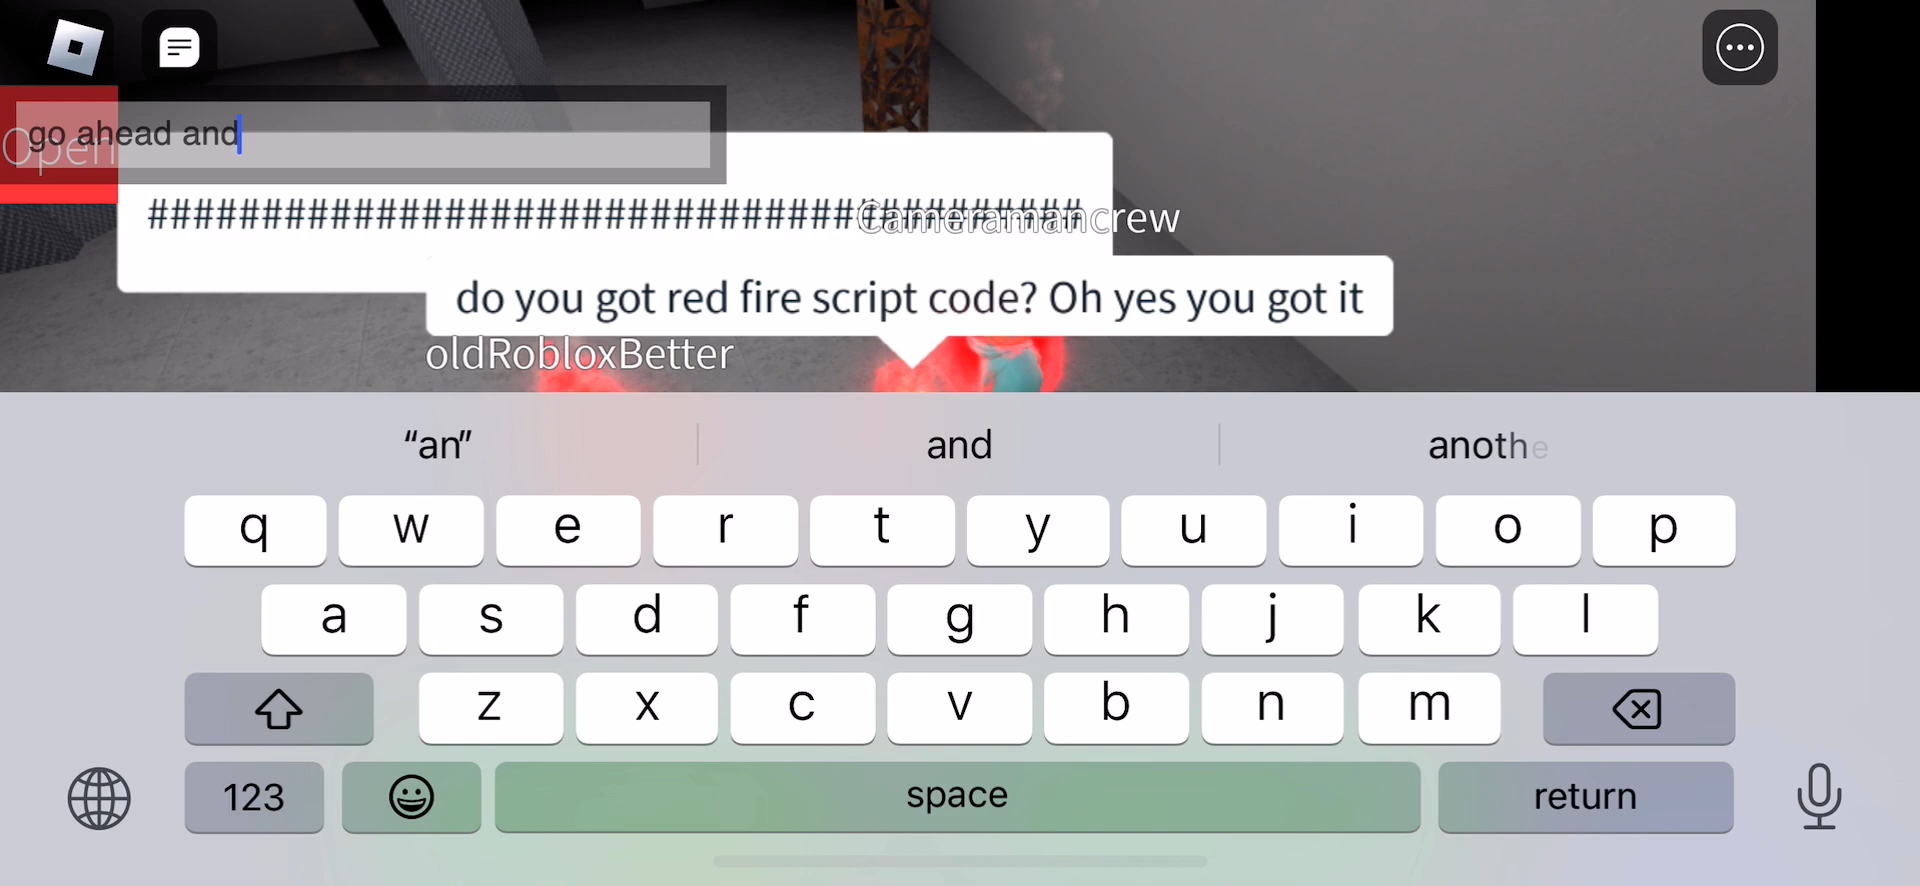 go ahead and
Open
#########################################
Cameramancrew
do you got red fire script code? Oh yes you got it
oldRobloxBetter
“an”
and
anothe
q w e r t y u i o p
a s d f g h j k l
z x c v b n m
123
space
return